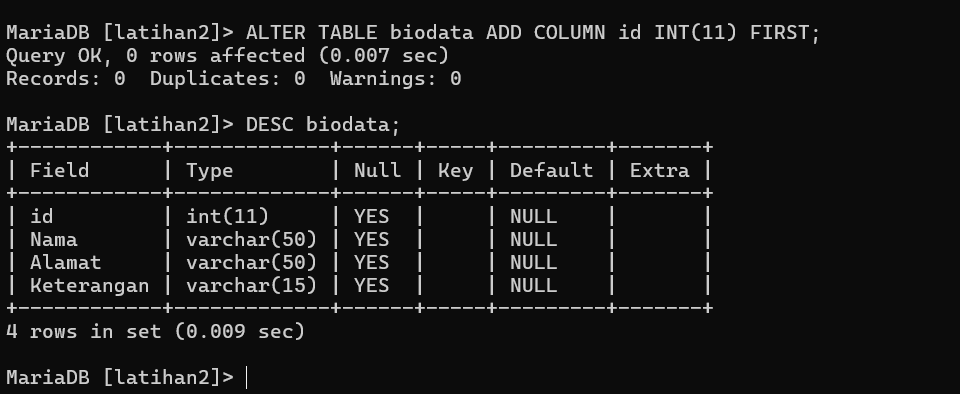 MariaDB [latihan2]> ALTER TABLE biodata ADD COLUMN id INT(11) FIRST;
Query OK, 0 rows affected (0.007 sec)
Records: 0  Duplicates: 0  Warnings: 0

MariaDB [latihan2]> DESC biodata;
+------------+-------------+------+-----+---------+-------+
| Field      | Type        | Null | Key | Default | Extra |
+------------+-------------+------+-----+---------+-------+
| id         | int(11)     | YES  |     | NULL    |       |
| Nama       | varchar(50) | YES  |     | NULL    |       |
| Alamat     | varchar(50) | YES  |     | NULL    |       |
| Keterangan | varchar(15) | YES  |     | NULL    |       |
+------------+-------------+------+-----+---------+-------+
4 rows in set (0.009 sec)

MariaDB [latihan2]>